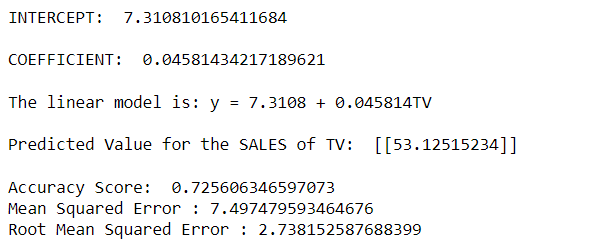 INTERCEPT:  7.310810165411684
COEFFICIENT:  0.04581434217189621
The linear model is: y = 7.3108 + 0.045814TV
Predicted Value for the SALES of TV:  [[53.12515234]]
Accuracy Score:  0.725606346597073
Mean Squared Error : 7.497479593464676
Root Mean Squared Error : 2.738152587688399